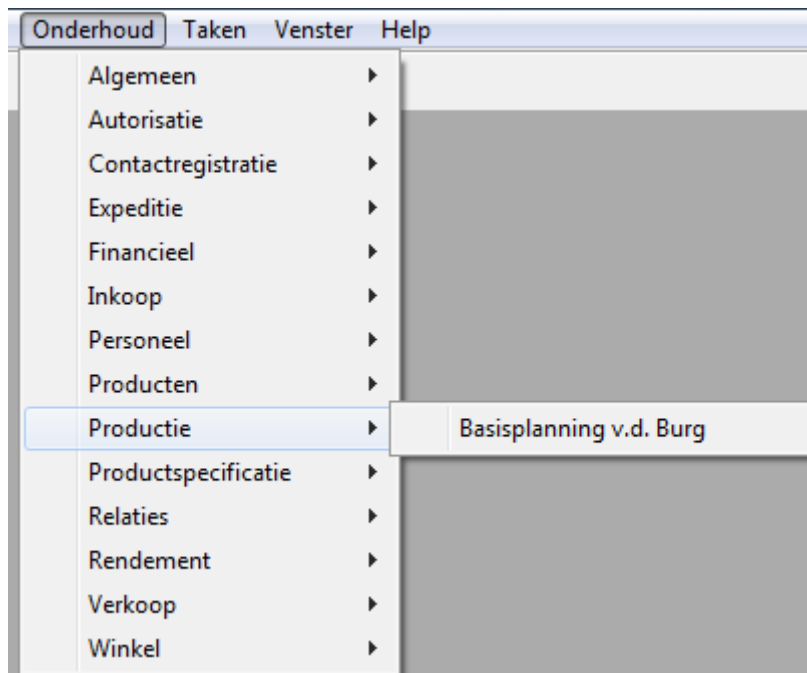 Onderhoud Taken Venster Help
Algemeen
Autorisatie
Contactregistratie
Expeditie
Financieel
Inkoop
Personeel
Producten
Productie Basisplanning v.d. Burg
Productspecificatie
Relaties
Rendement
Verkoop
Winkel